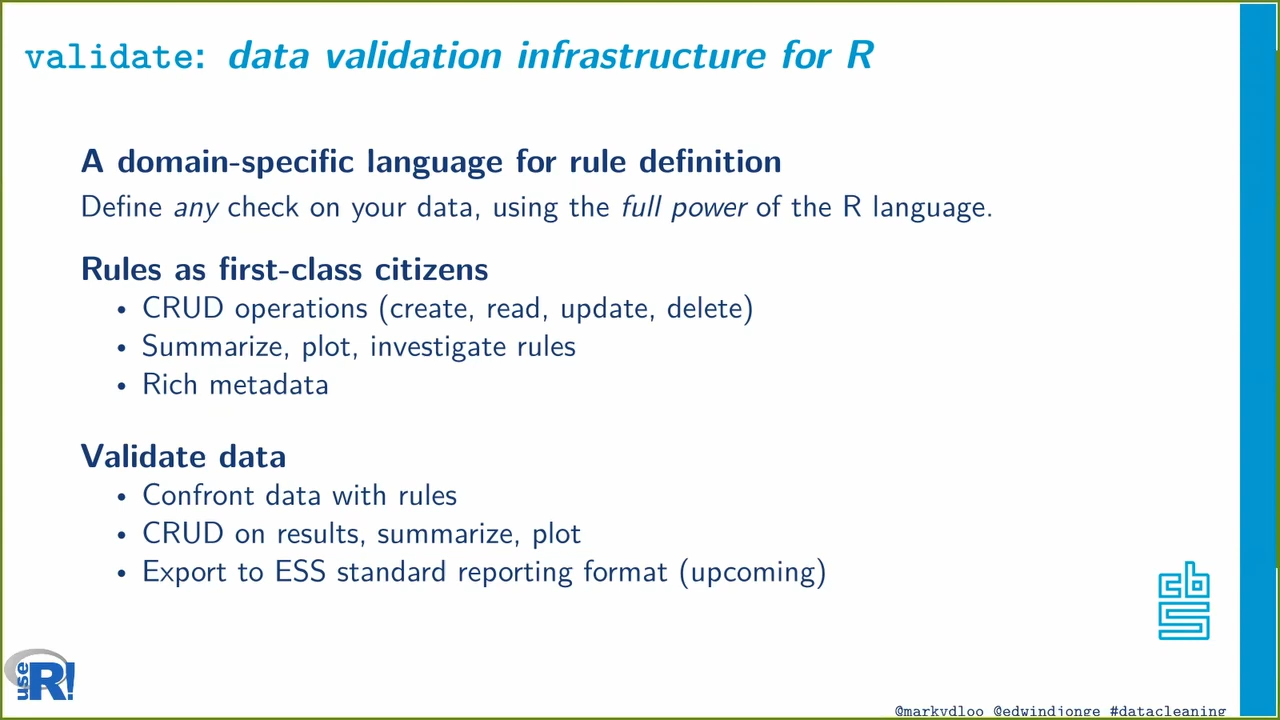 validate: data validation infrastructure for R
A domain-specific language for rule definition
Define any check on your data, using the full power of the R language.
Rules as first-class citizens
• CRUD operations (create, read, update, delete)
• Summarize, plot, investigate rules
• Rich metadata
Validate data
• Confront data with rules
• CRUD on results, summarize, plot
• Export to ESS standard reporting format (upcoming)
cbs
use R!
@markvdloo @edwindjonge #datacleaning